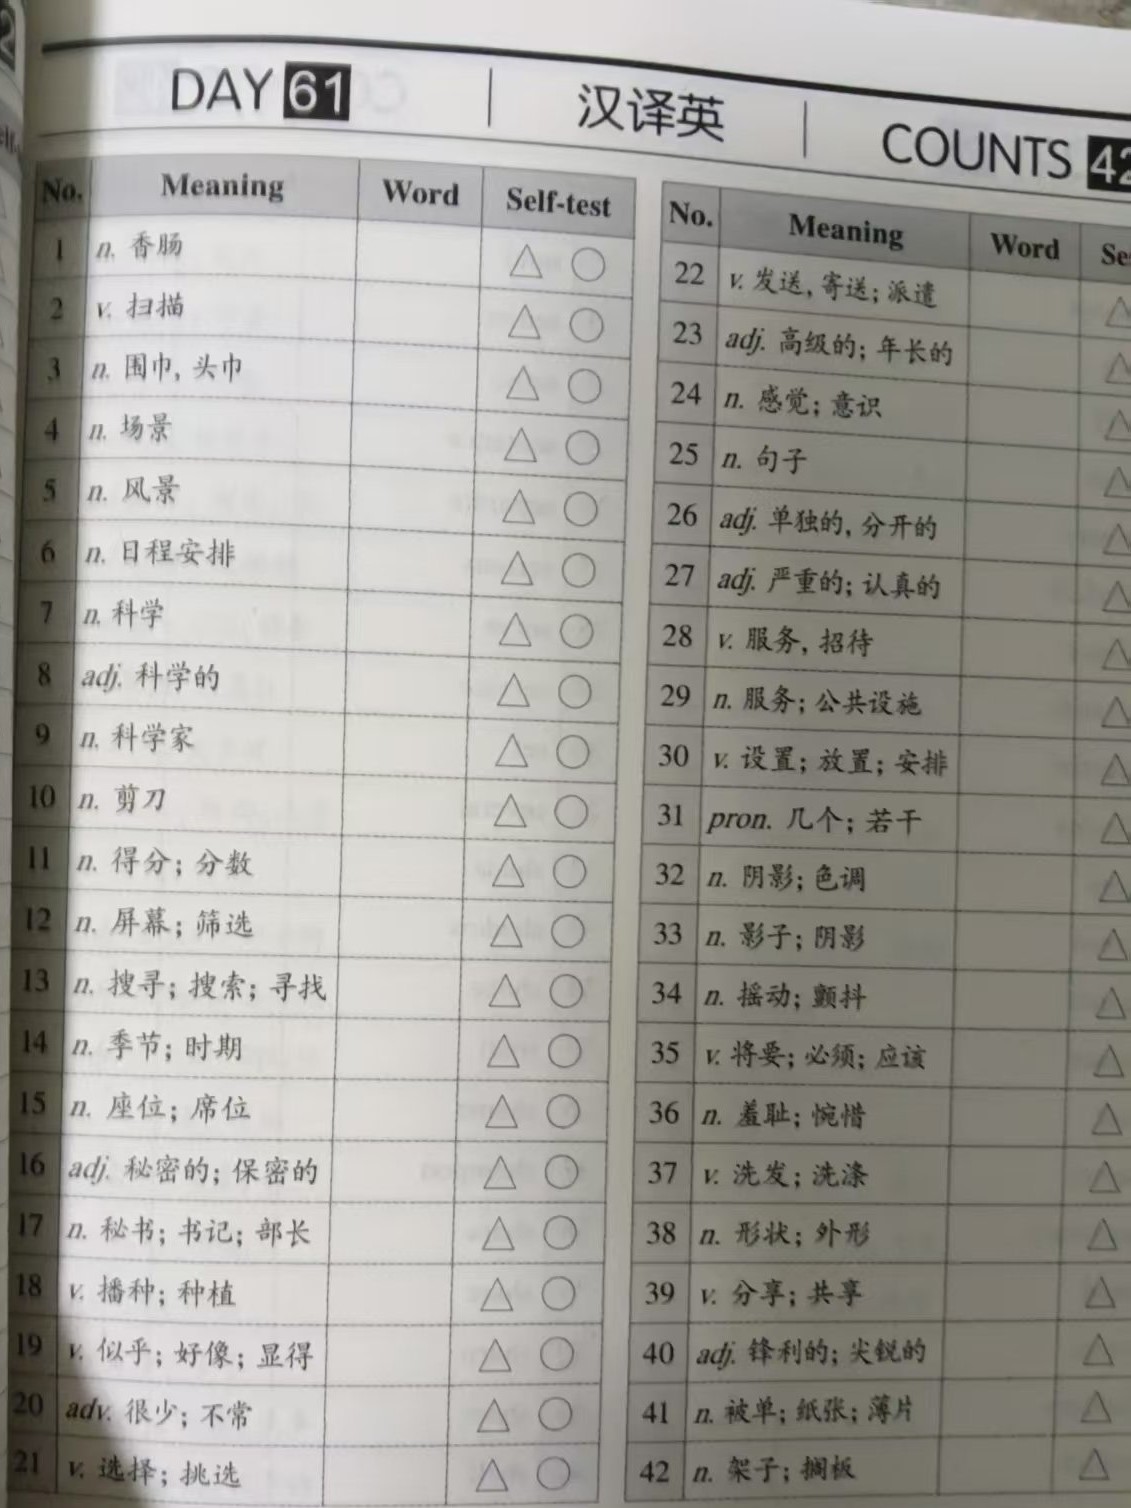 DAY 61 汉译英 COUNTS 42
No. Meaning Word Self-test
1 n. 香肠
2 v. 扫描
3 n. 围巾, 头巾
4 n. 场景
5 n. 风景
6 n. 日程安排
7 n. 科学
8 adj. 科学的
9 n. 科学家
10 n. 剪刀
11 n. 得分; 分数
12 n. 屏幕; 筛选
13 n. 搜寻; 搜索; 寻找
14 n. 季节; 时期
15 n. 座位; 席位
16 adj. 秘密的; 保密的
17 n. 秘书; 书记; 部长
18 v. 播种; 种植
19 v. 似乎; 好像; 显得
20 adv. 很少; 不常
21 v. 选择; 挑选
No. Meaning Word
22 v. 发送, 寄送; 派遣
23 adj. 高级的; 年长的
24 n. 感觉; 意识
25 n. 句子
26 adj. 单独的, 分开的
27 adj. 严重的; 认真的
28 v. 服务, 招待
29 n. 服务; 公共设施
30 v. 设置; 放置; 安排
31 pron. 几个; 若干
32 n. 阴影; 色调
33 n. 影子; 阴影
34 n. 摇动; 颤抖
35 v. 将要; 必须; 应该
36 n. 羞耻; 惋惜
37 v. 洗发; 洗涤
38 n. 形状; 外形
39 v. 分享; 共享
40 adj. 锋利的; 尖锐的
41 n. 被单; 纸张; 薄片
42 n. 架子; 搁板